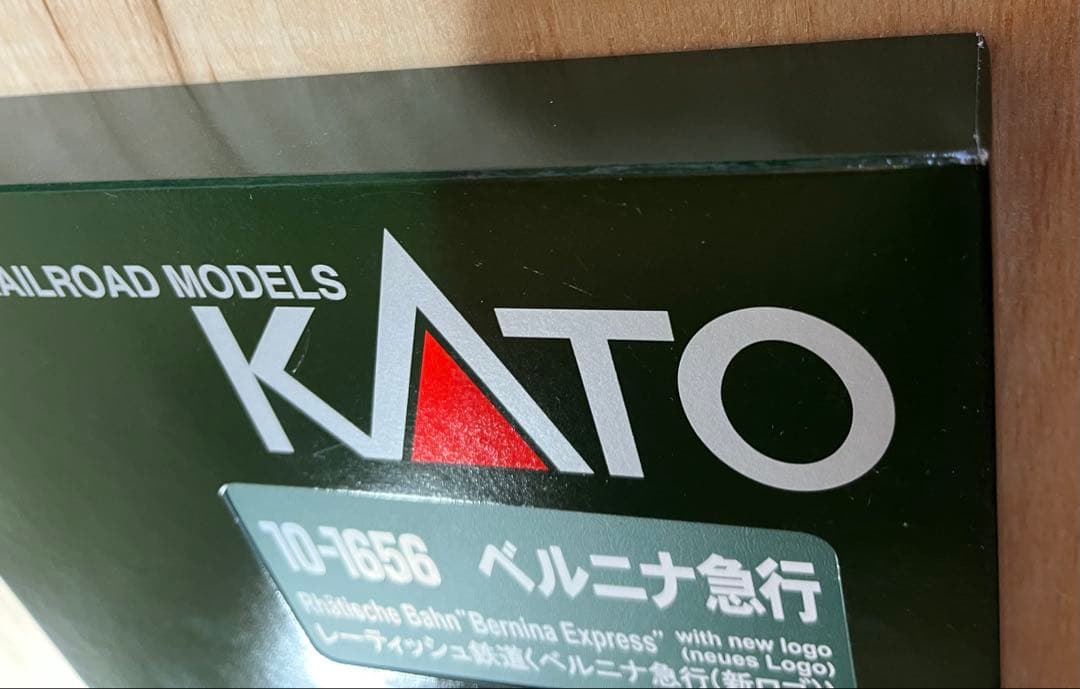 RAILROAD MODELS
KATO
10-1656 ベルニナ急行
Rhätische Bahn"Bernina Express" with new logo
(neues Logo)
レーティッシュ鉄道〈ベルニナ急行(新ロゴ)〉